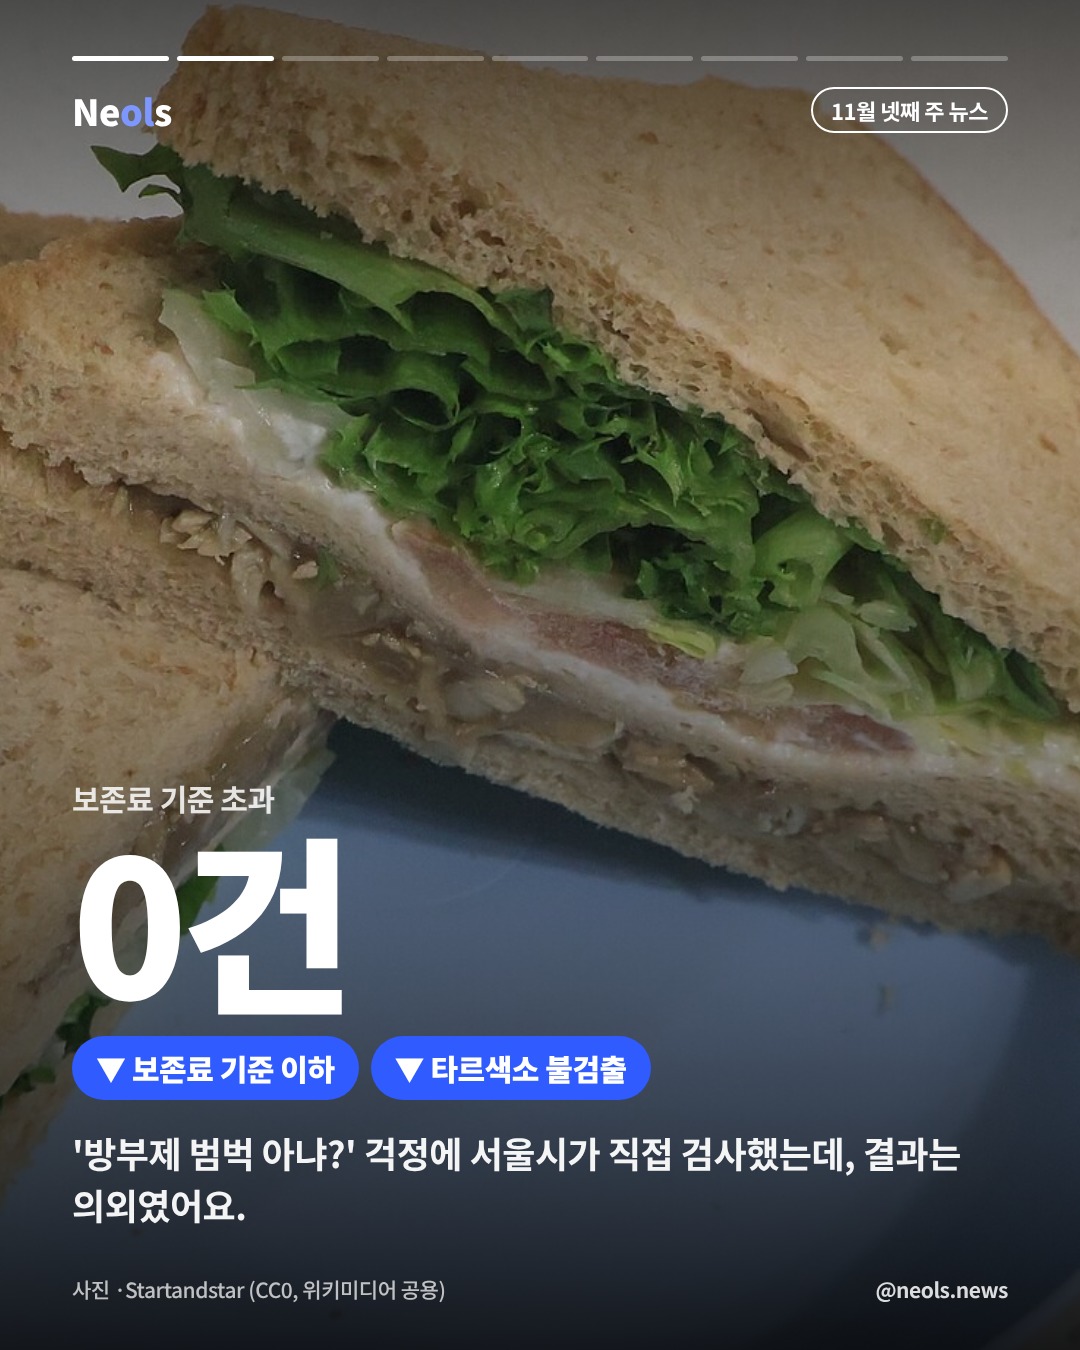 Neols
11월 넷째 주 뉴스
보존료 기준 초과
0건
▼ 보존료 기준 이하
▼ 타르색소 불검출
'방부제 범벅 아냐?' 걱정에 서울시가 직접 검사했는데, 결과는
의외였어요.
사진 · Startandstar (CC0, 위키미디어 공용)
@neols.news